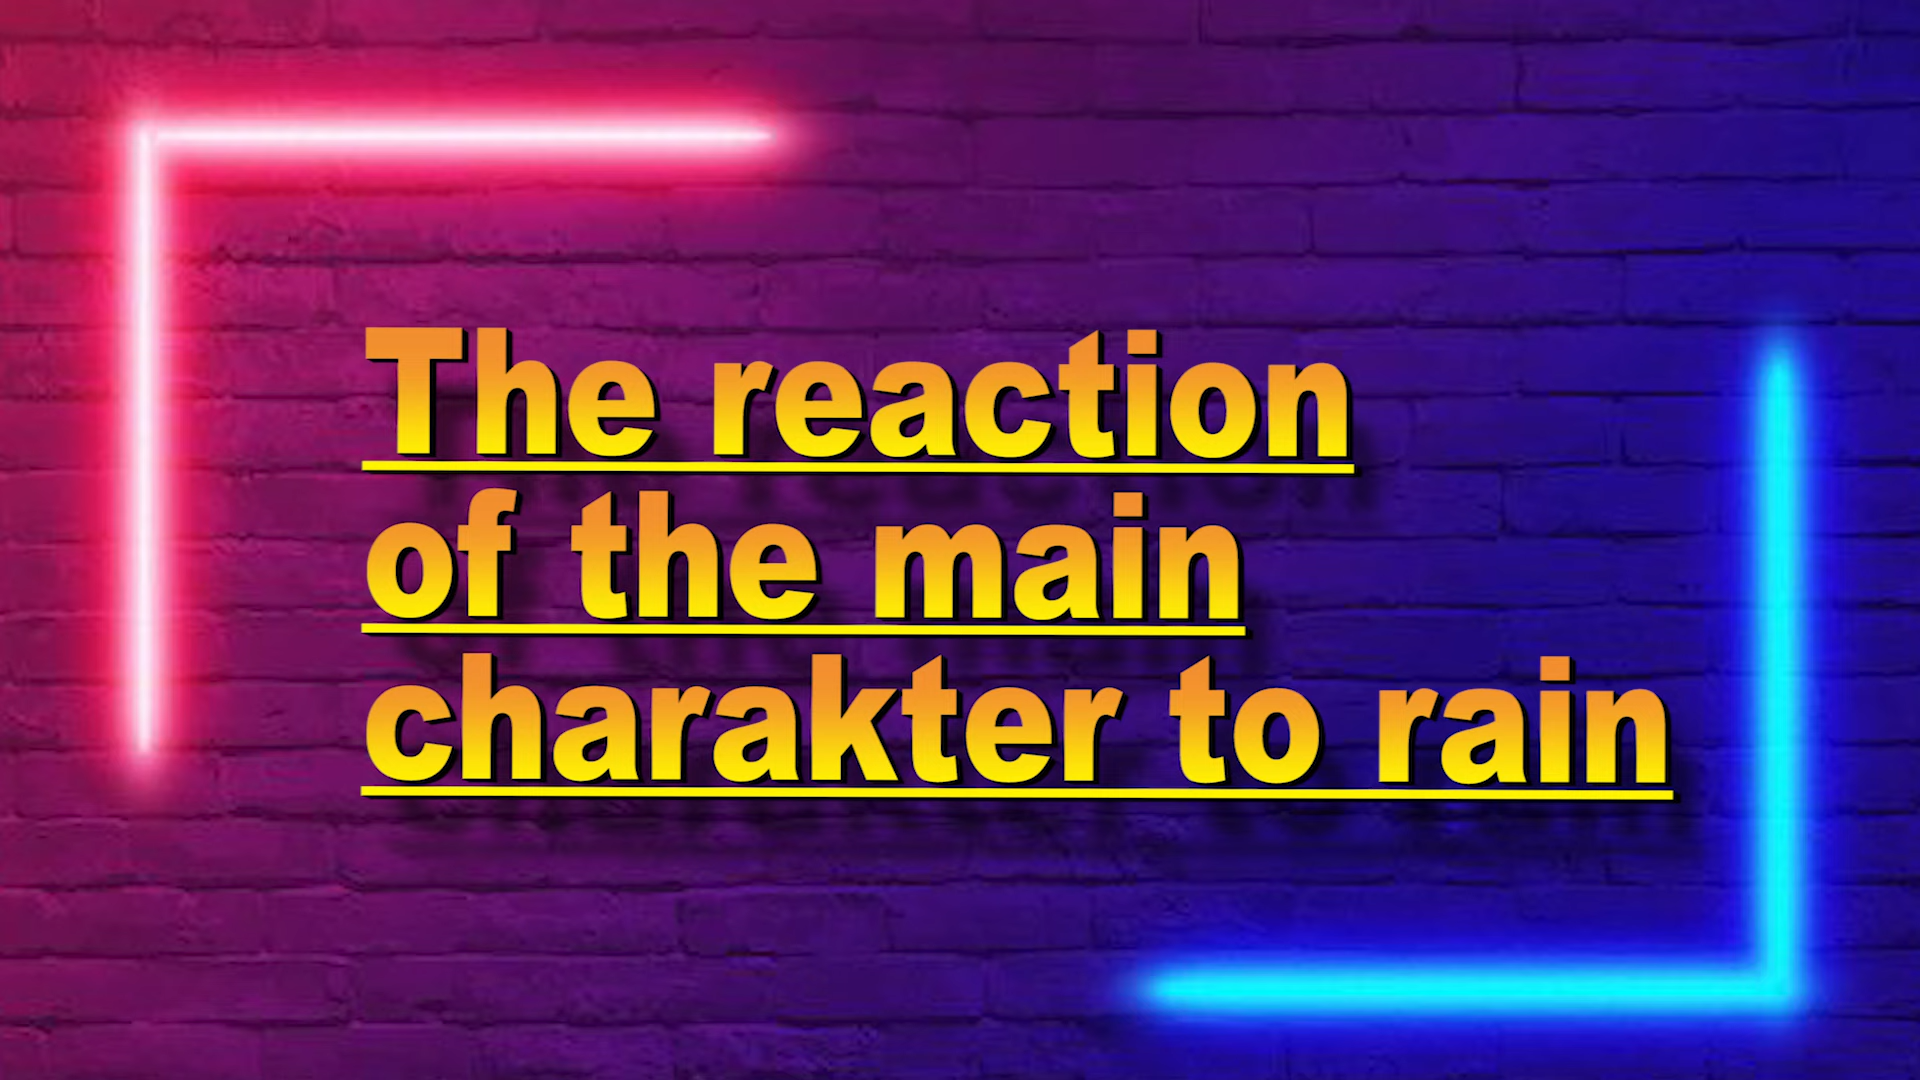 The reaction
of the main
charakter to rain